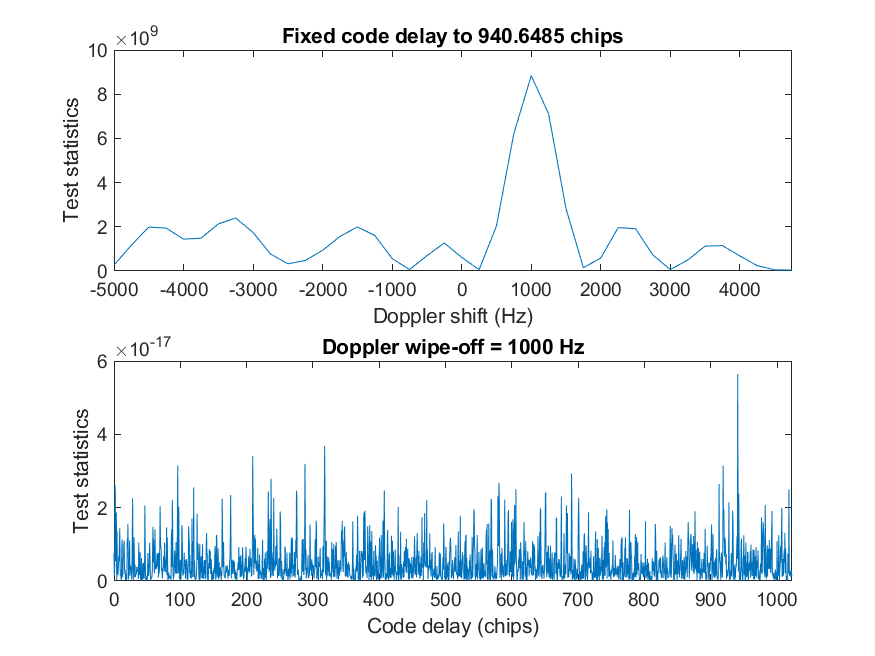 Fixed code delay to 940.6485 chips
×10^9
10
8
6
4
2
0
Test statistics
-5000 -4000 -3000 -2000 -1000 0 1000 2000 3000 4000
Doppler shift (Hz)
Doppler wipe-off = 1000 Hz
×10^-17
6
4
2
0
Test statistics
0 100 200 300 400 500 600 700 800 900 1000
Code delay (chips)